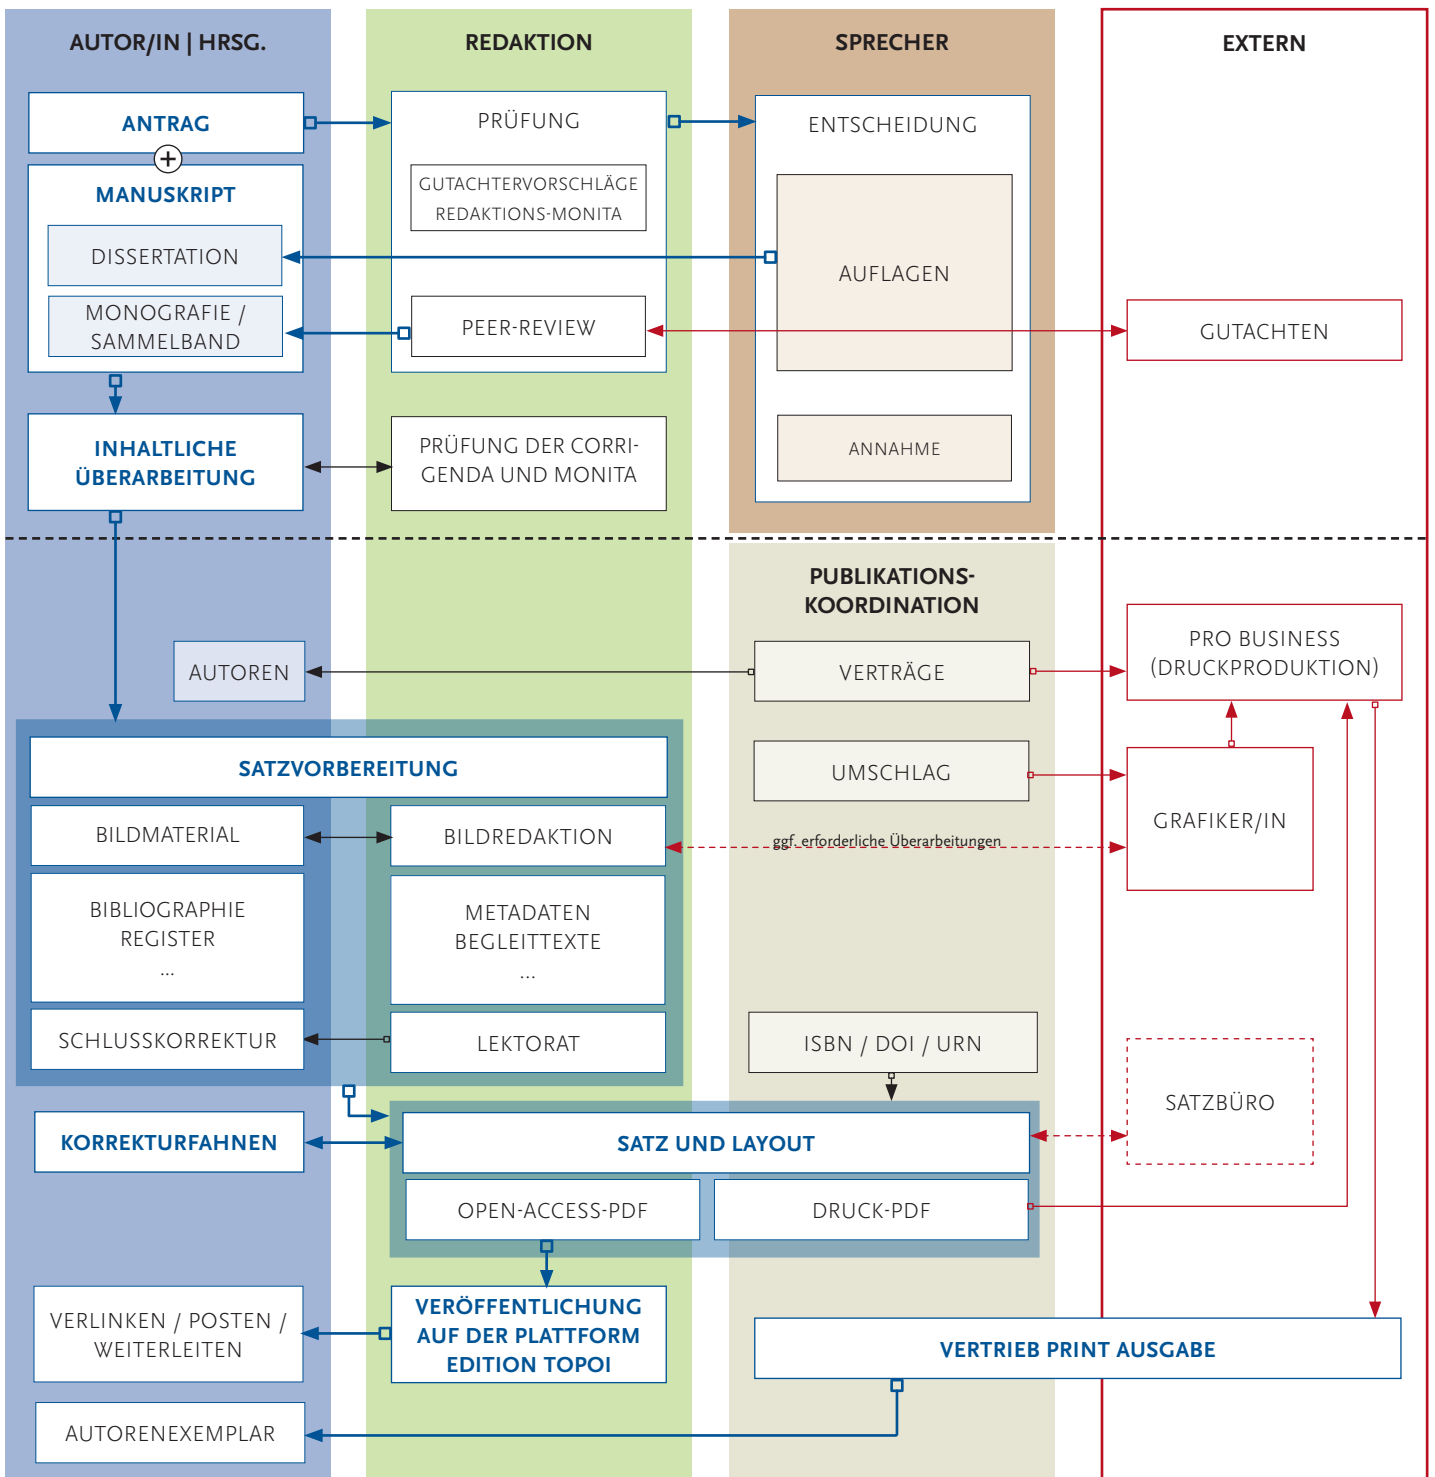 AUTOR/IN | HRSG.
REDAKTION
SPRECHER
EXTERN
ANTRAG
+
MANUSKRIPT
DISSERTATION
MONOGRAFIE /
SAMMELBAND
PRÜFUNG
GUTACHTERVORSCHLÄGE
REDAKTIONS-MONITA
PEER-REVIEW
ENTSCHEIDUNG
AUFLAGEN
ANNAHME
GUTACHTEN
INHALTLICHE
ÜBERARBEITUNG
PRÜFUNG DER CORRI-
GENDA UND MONITA
PUBLIKATIONS-
KOORDINATION
AUTOREN
VERTRÄGE
PRO BUSINESS
(DRUCKPRODUKTION)
SATZVORBEREITUNG
UMSCHLAG
GRAFIKER/IN
BILDMATERIAL
BILDREDAKTION
ggf. erforderliche Überarbeitungen
BIBLIOGRAPHIE
REGISTER
...
METADATEN
BEGLEITTEXTE
...
SCHLUSSKORREKTUR
LEKTORAT
ISBN / DOI / URN
SATZBÜRO
KORREKTURFAHNEN
SATZ UND LAYOUT
OPEN-ACCESS-PDF
DRUCK-PDF
VERLINKEN / POSTEN /
WEITERLEITEN
VERÖFFENTLICHUNG
AUF DER PLATTFORM
EDITION TOPOI
VERTRIEB PRINT AUSGABE
AUTORENEXEMPLAR